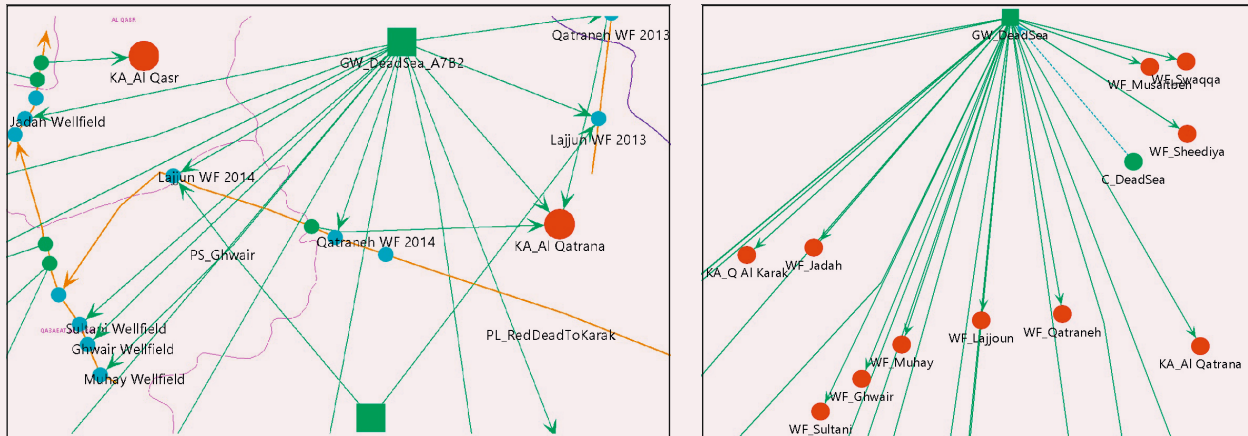 AL QASR
Qatraneh WF 2013
KA_Al Qasr
GW_DeadSea_A7B2
Jadah Wellfield
Lajjun WF 2013
Lajjun WF 2014
Qatraneh WF 2014
KA_Al Qatrana
PS_Ghwair
Sultani Wellfield
Ghwair Wellfield
PL_RedDeadToKarak
Muhay Wellfield
GW_DeadSea
WF_Swaqqa
WF_Sheediya
C_DeadSea
KA_Q Al Karak
WF_Jadah
WF_Lajjoun
WF_Qatraneh
WF_Muhay
KA_Al Qatrana
WF_Ghwair
WF_Sultani